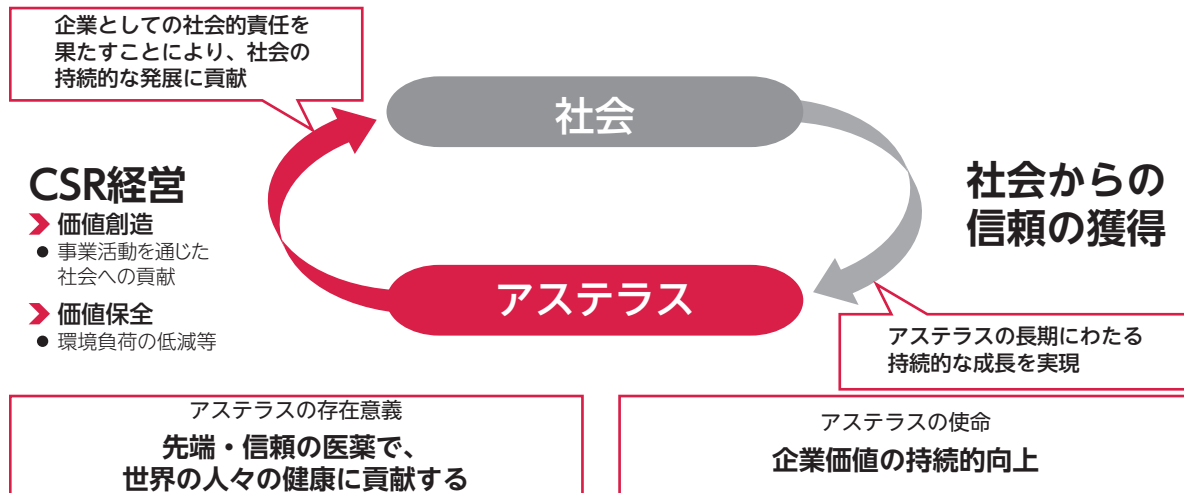 企業としての社会的責任を
果たすことにより、社会の
持続的な発展に貢献
社会
CSR経営
価値創造
● 事業活動を通じた
社会への貢献
価値保全
● 環境負荷の低減等
社会からの
信頼の獲得
アステラス
アステラスの長期にわたる
持続的な成長を実現
アステラスの存在意義
先端・信頼の医薬で、
世界の人々の健康に貢献する
アステラスの使命
企業価値の持続的向上